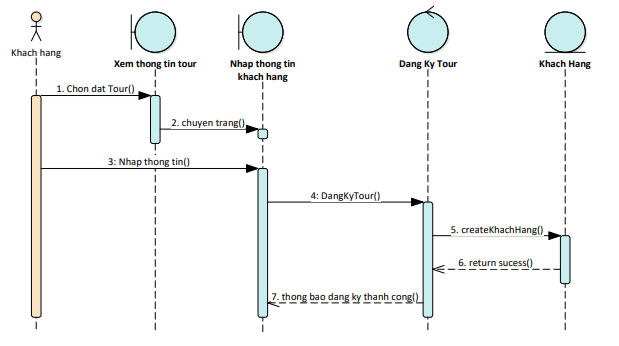 Khach hang
Xem thong tin tour
Nhap thong tin
khach hang
Dang Ky Tour
Khach Hang
1. Chon dat Tour()
2. chuyen trang()
3: Nhap thong tin()
4: DangKyTour()
5. createKhachHang()
6. return sucess()
7. thong bao dang ky thanh cong()